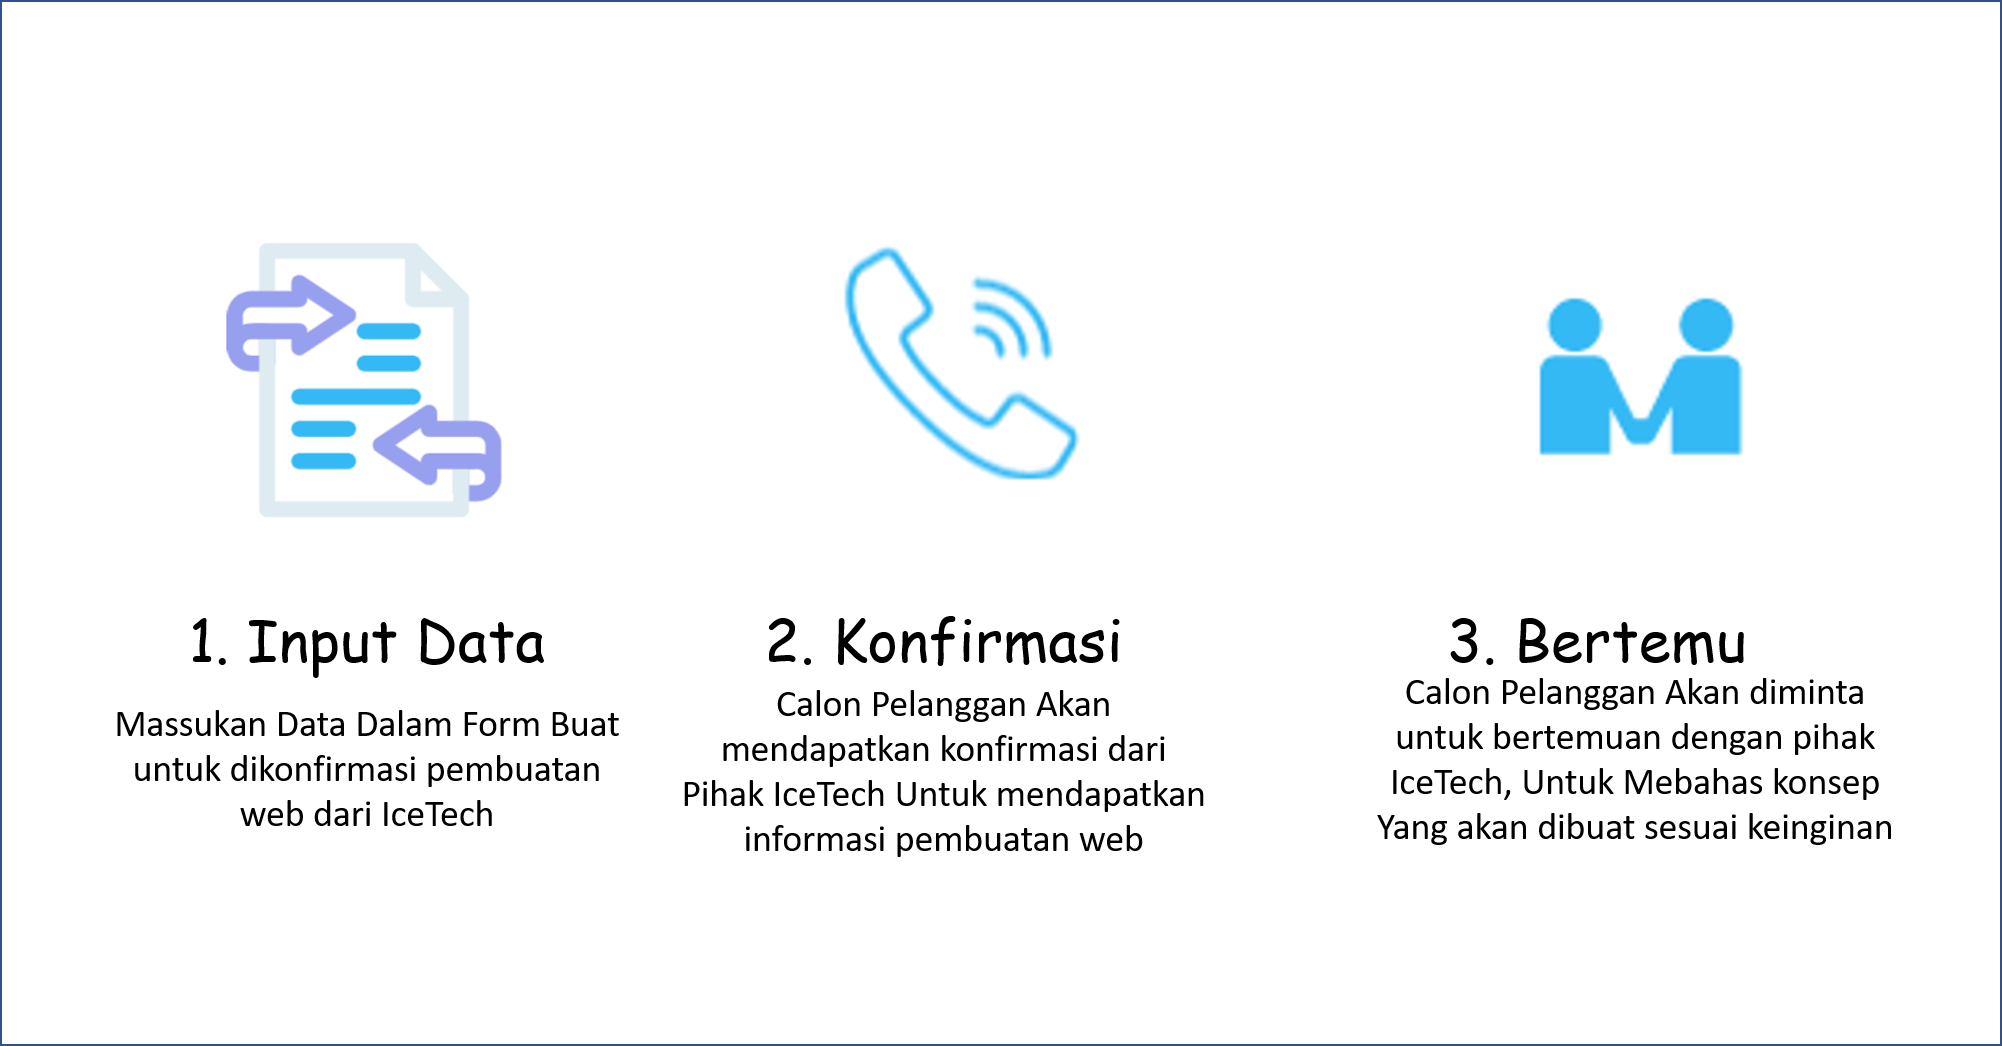 1. Input Data
Massukan Data Dalam Form Buat
untuk dikonfirmasi pembuatan
web dari IceTech
2. Konfirmasi
Calon Pelanggan Akan
mendapatkan konfirmasi dari
Pihak IceTech Untuk mendapatkan
informasi pembuatan web
3. Bertemu
Calon Pelanggan Akan diminta
untuk bertemuan dengan pihak
IceTech, Untuk Mebahas konsep
Yang akan dibuat sesuai keinginan